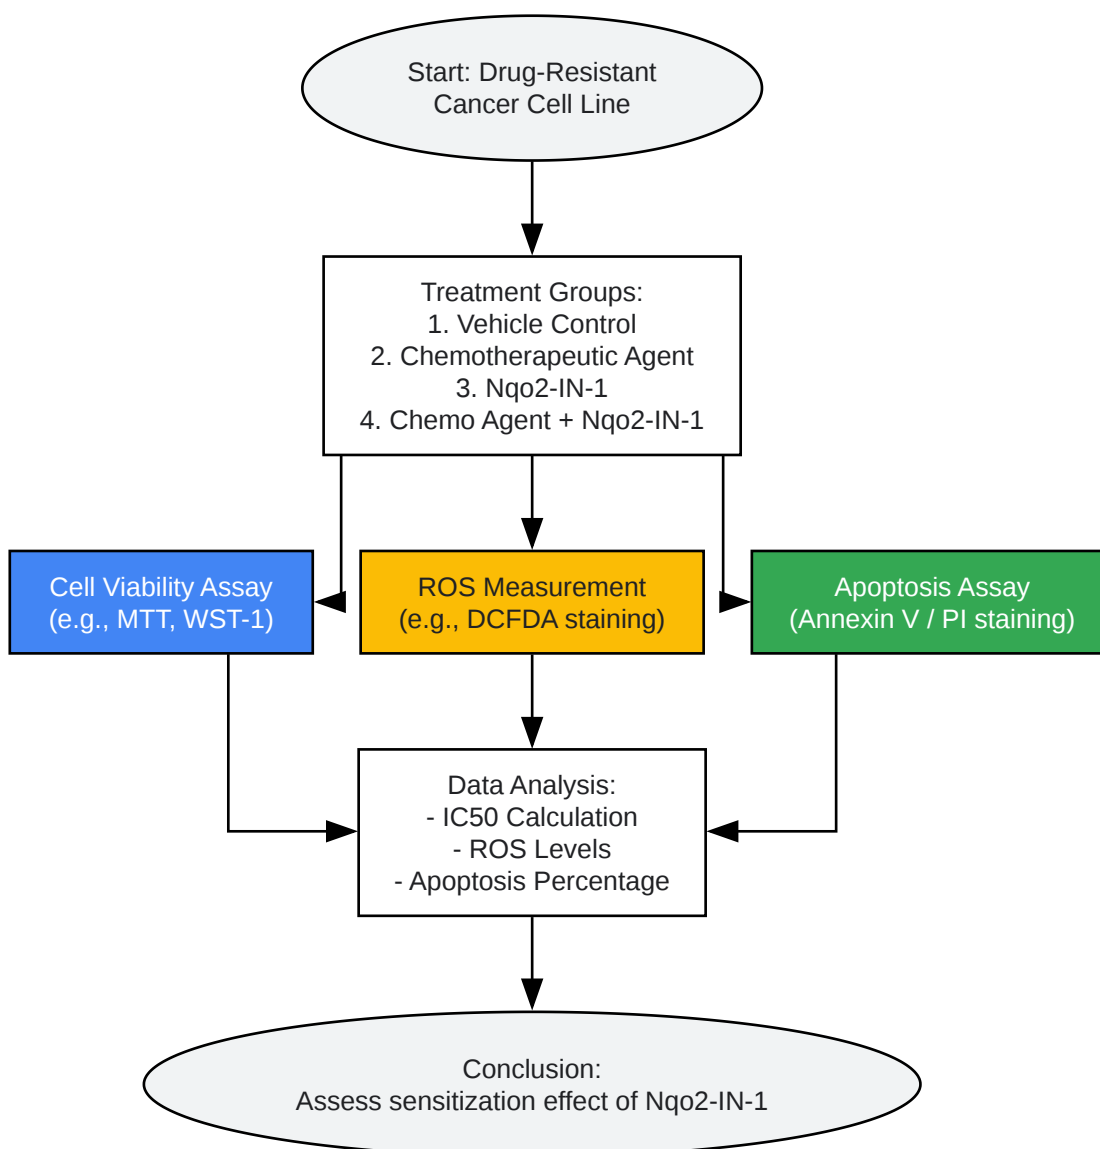 Start: Drug-Resistant
Cancer Cell Line
Treatment Groups:
1. Vehicle Control
2. Chemotherapeutic Agent
3. Nqo2-IN-1
4. Chemo Agent + Nqo2-IN-1
Cell Viability Assay
(e.g., MTT, WST-1)
ROS Measurement
(e.g., DCFDA staining)
Apoptosis Assay
(Annexin V / PI staining)
Data Analysis:
- IC50 Calculation
- ROS Levels
- Apoptosis Percentage
Conclusion:
Assess sensitization effect of Nqo2-IN-1